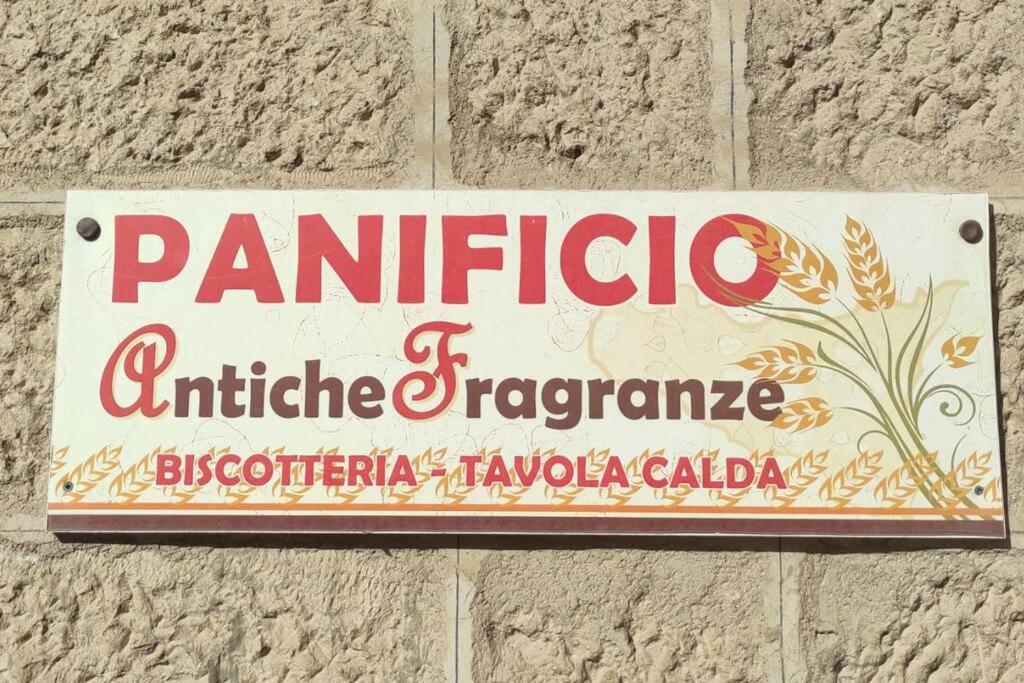 PANIFICIO
Antiche Fragranze
BISCOTTERIA - TAVOLA CALDA